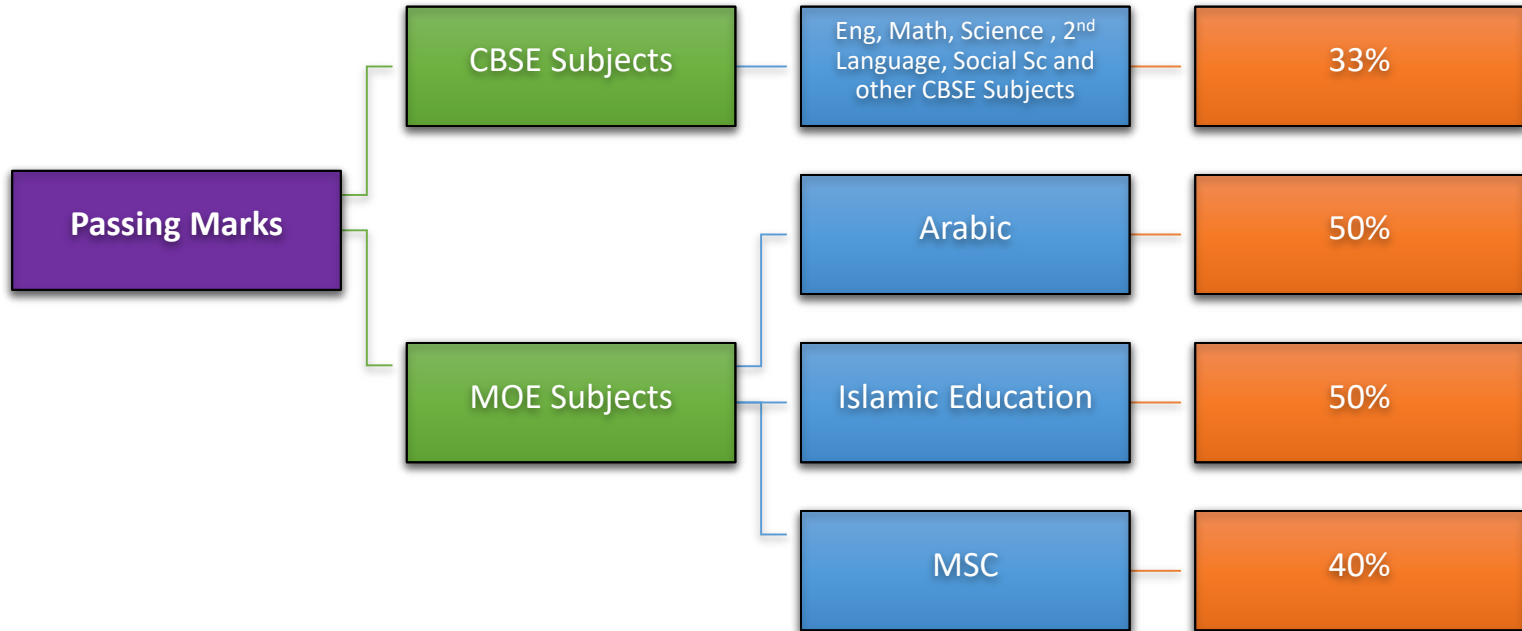 Passing Marks
CBSE Subjects
Eng, Math, Science , 2nd
Language, Social Sc and
other CBSE Subjects
33%
MOE Subjects
Arabic
50%
Islamic Education
50%
MSC
40%